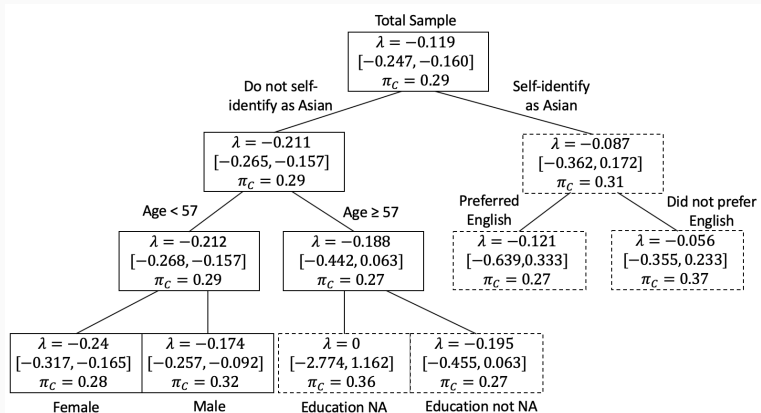 Total Sample
λ = −0.119
[−0.247, −0.160]
π_C = 0.29
Do not self-
identify as Asian
Self-identify
as Asian
λ = −0.211
[−0.265, −0.157]
π_C = 0.29
λ = −0.087
[−0.362, 0.172]
π_C = 0.31
Age < 57
Age ≥ 57
Preferred
English
Did not prefer
English
λ = −0.212
[−0.268, −0.157]
π_C = 0.29
λ = −0.188
[−0.442, 0.063]
π_C = 0.27
λ = −0.121
[−0.639,0.333]
π_C = 0.27
λ = −0.056
[−0.355, 0.233]
π_C = 0.37
λ = −0.24
[−0.317, −0.165]
π_C = 0.28
λ = −0.174
[−0.257, −0.092]
π_C = 0.32
λ = 0
[−2.774, 1.162]
π_C = 0.36
λ = −0.195
[−0.455, 0.063]
π_C = 0.27
Female
Male
Education NA
Education not NA